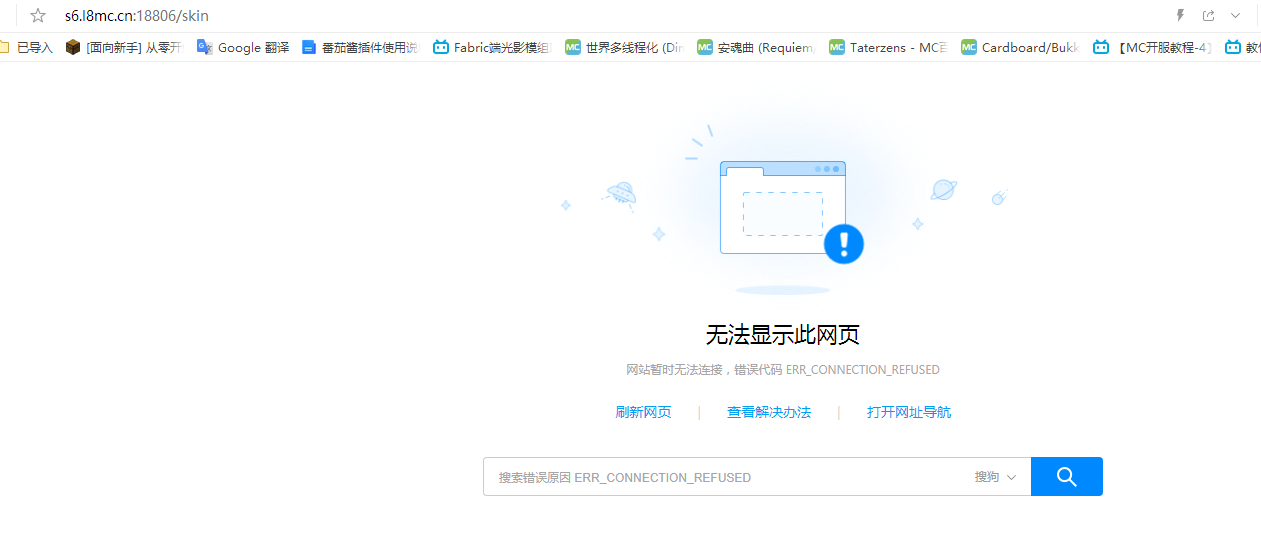 s6.l8mc.cn:18806/skin
已导入 [面向新手] 从零开 Google 翻译 番茄酱插件使用说 Fabric端光影模组 世界多线程化 (Dim 安魂曲 (Requiem, Taterzens - MC百 Cardboard/Bukk 【MC开服教程-4】 教
无法显示此网页
网站暂时无法连接，错误代码 ERR_CONNECTION_REFUSED
刷新网页 | 查看解决办法 | 打开网址导航
搜索错误原因 ERR_CONNECTION_REFUSED 搜狗